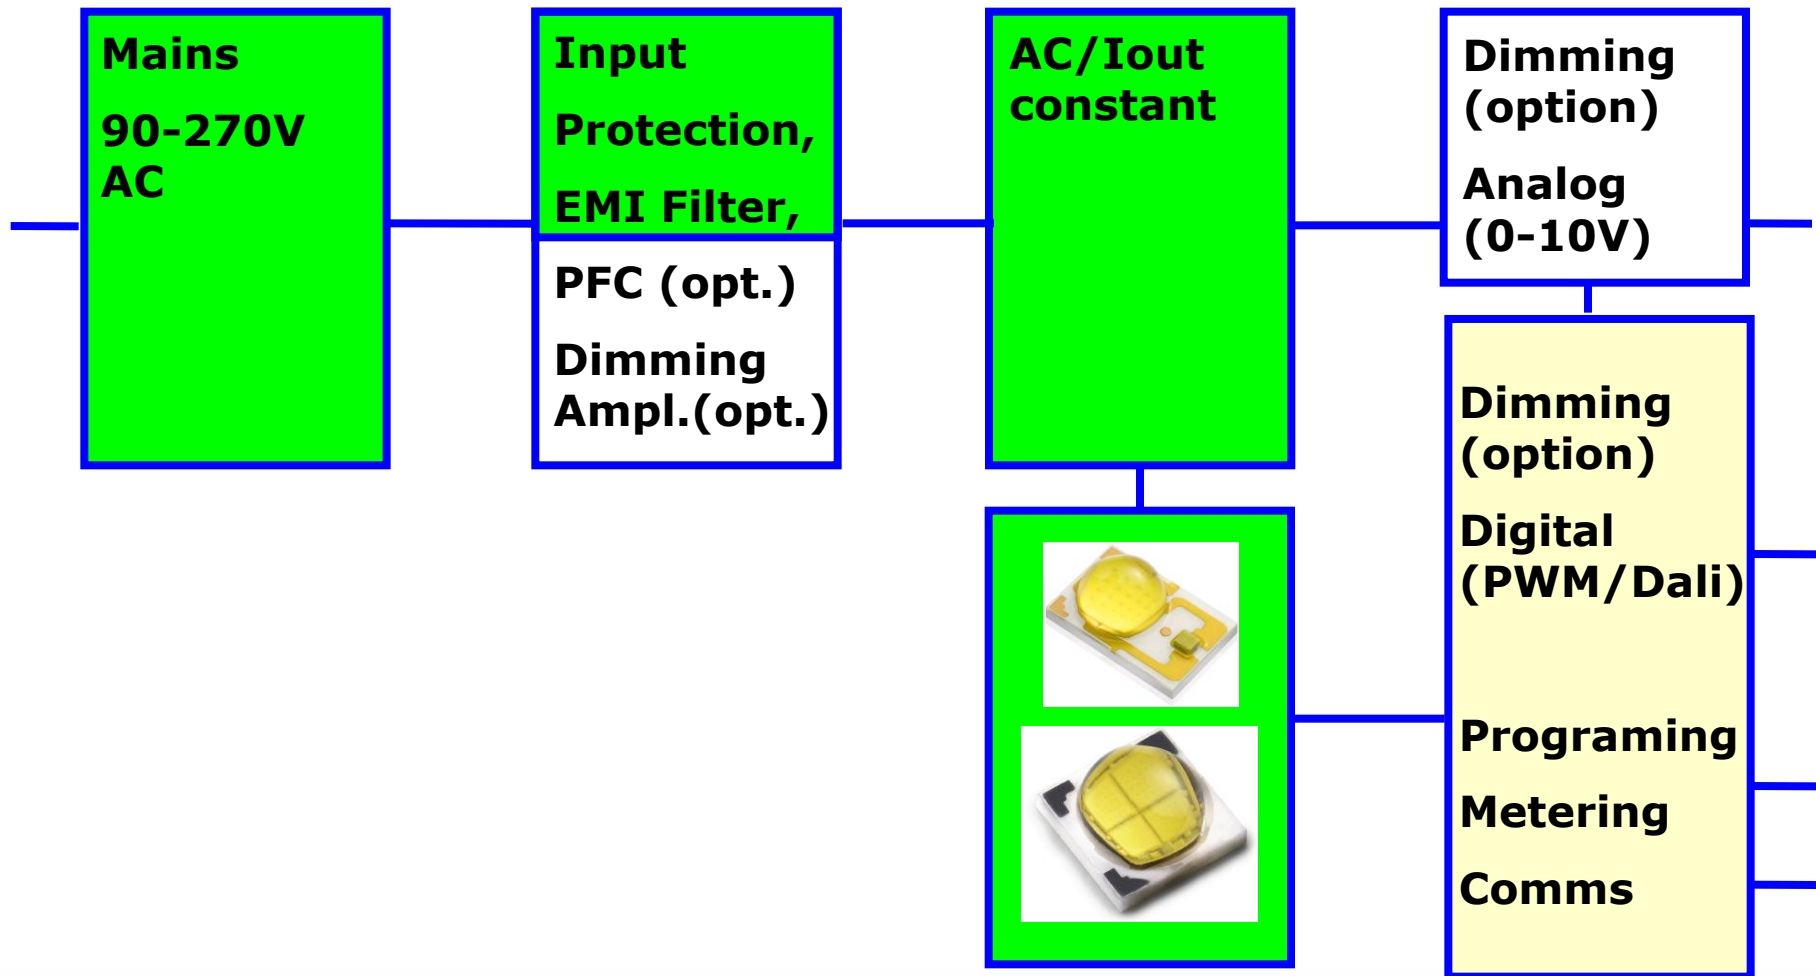 Mains
90-270V
AC
Input
Protection,
EMI Filter,
PFC (opt.)
Dimming
Ampl.(opt.)
AC/Iout
constant
Dimming
(option)
Analog
(0-10V)
Dimming
(option)
Digital
(PWM/Dali)
Programing
Metering
Comms